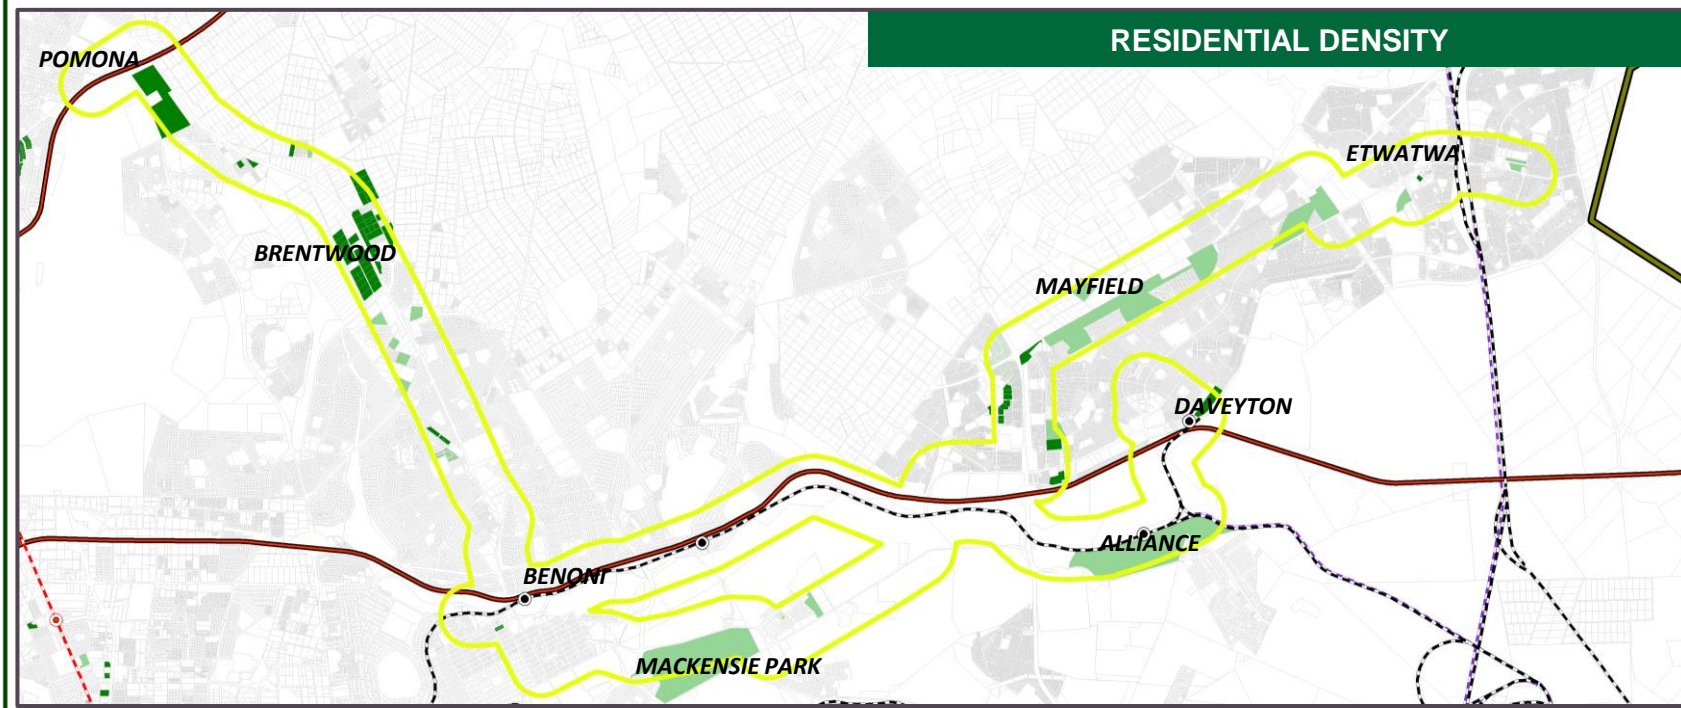 RESIDENTIAL DENSITY
POMONA
ETWATWA
BRENTWOOD
MAYFIELD
DAVEYTON
ALLIANCE
BENONI
MACKENSIE PARK